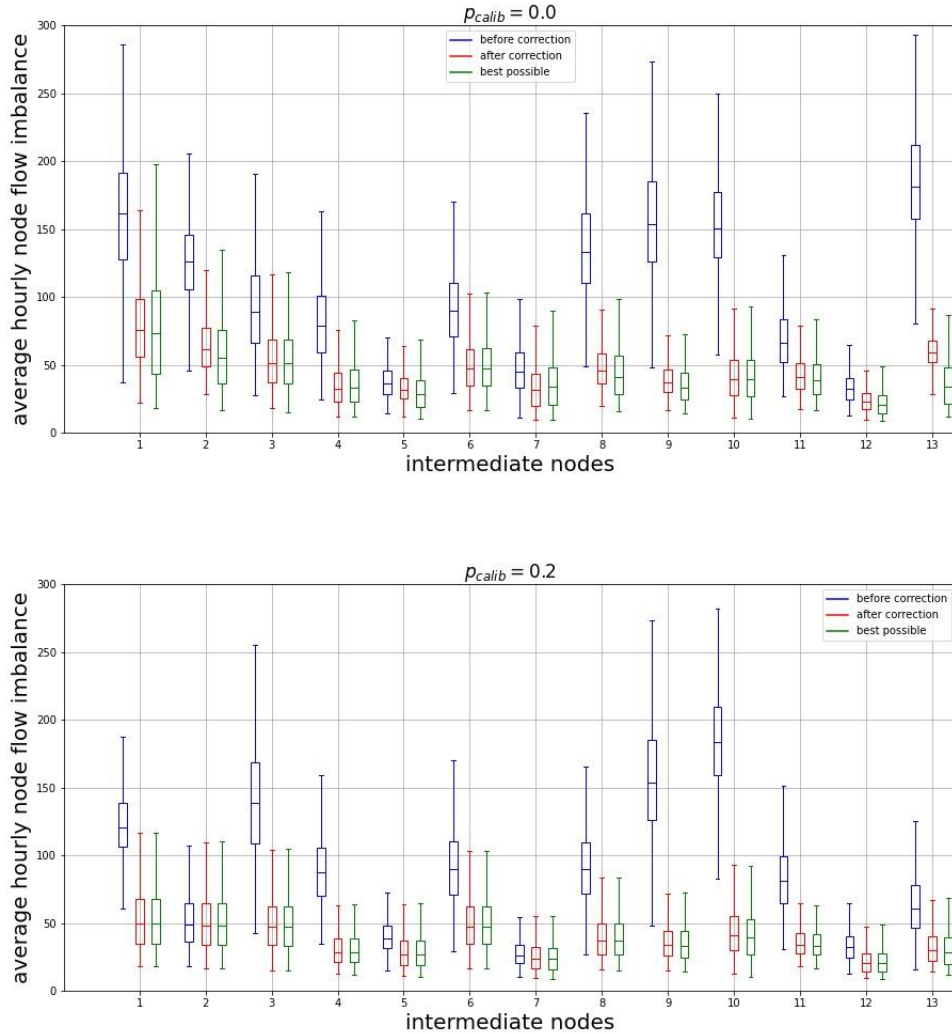 p_calib = 0.0
300
250
200
150
100
50
0
average hourly node flow imbalance
before correction
after correction
best possible
1 2 3 4 5 6 7 8 9 10 11 12 13
intermediate nodes
p_calib = 0.2
300
250
200
150
100
50
0
average hourly node flow imbalance
before correction
after correction
best possible
1 2 3 4 5 6 7 8 9 10 11 12 13
intermediate nodes